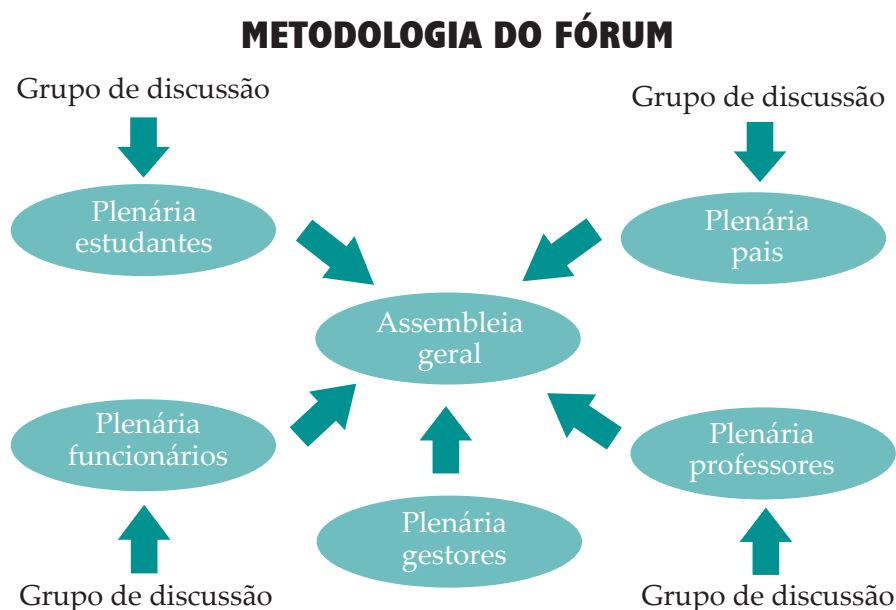 METODOLOGIA DO FÓRUM
Grupo de discussão
Grupo de discussão
Plenária
estudantes
Plenária
pais
Assembleia
geral
Plenária
funcionários
Plenária
professores
Plenária
gestores
Grupo de discussão
Grupo de discussão